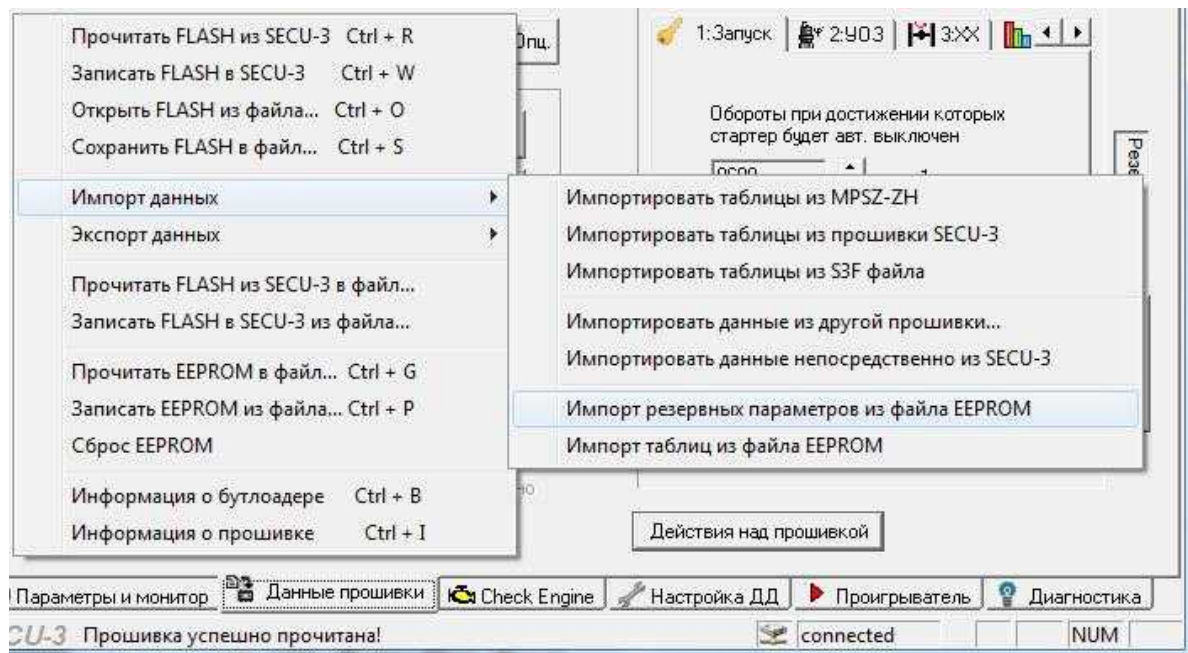 Прочитать FLASH из SECU-3 Ctrl + R
Записать FLASH в SECU-3 Ctrl + W
Открыть FLASH из файла... Ctrl + O
Сохранить FLASH в файл... Ctrl + S
Импорт данных
Экспорт данных
Прочитать FLASH из SECU-3 в файл...
Записать FLASH в SECU-3 из файла...
Прочитать EEPROM в файл... Ctrl + G
Записать EEPROM из файла... Ctrl + P
Сброс EEPROM
Информация о бутлоадере Ctrl + B
Информация о прошивке Ctrl + I
Опц.
1:Запуск 2:УОЗ 3:XX
Обороты при достижении которых
стартер будет авт. выключен
Импортировать таблицы из MPSZ-ZH
Импортировать таблицы из прошивки SECU-3
Импортировать таблицы из S3F файла
Импортировать данные из другой прошивки...
Импортировать данные непосредственно из SECU-3
Импорт резервных параметров из файла EEPROM
Импорт таблиц из файла EEPROM
Действия над прошивкой
Параметры и монитор Данные прошивки Check Engine Настройка ДД Проигрыватель Диагностика
CU-3 Прошивка успешно прочитана! connected NUM